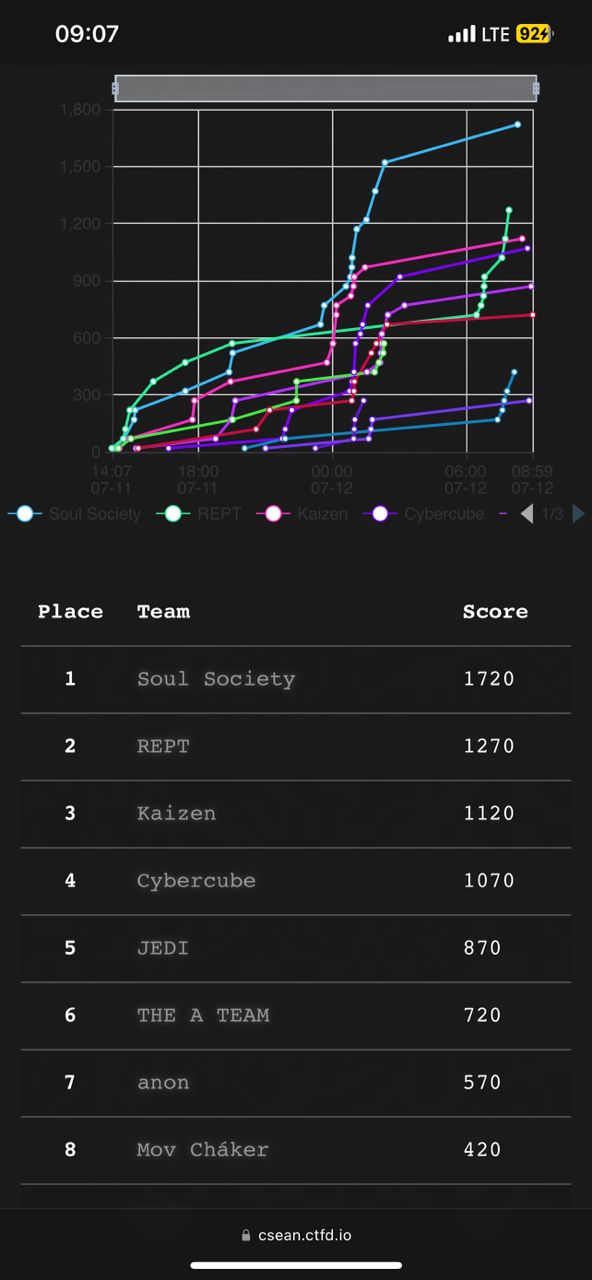 09:07 LTE 92
1,800
1,500
1,200
900
600
300
0
14:07 18:00 00:00 06:00 08:59
07-11 07-11 07-12 07-12 07-12
Soul Society REPT Kaizen Cybercube 1/3
Place Team Score
1 Soul Society 1720
2 REPT 1270
3 Kaizen 1120
4 Cybercube 1070
5 JEDI 870
6 THE A TEAM 720
7 anon 570
8 Mov Cháker 420
csean.ctfd.io